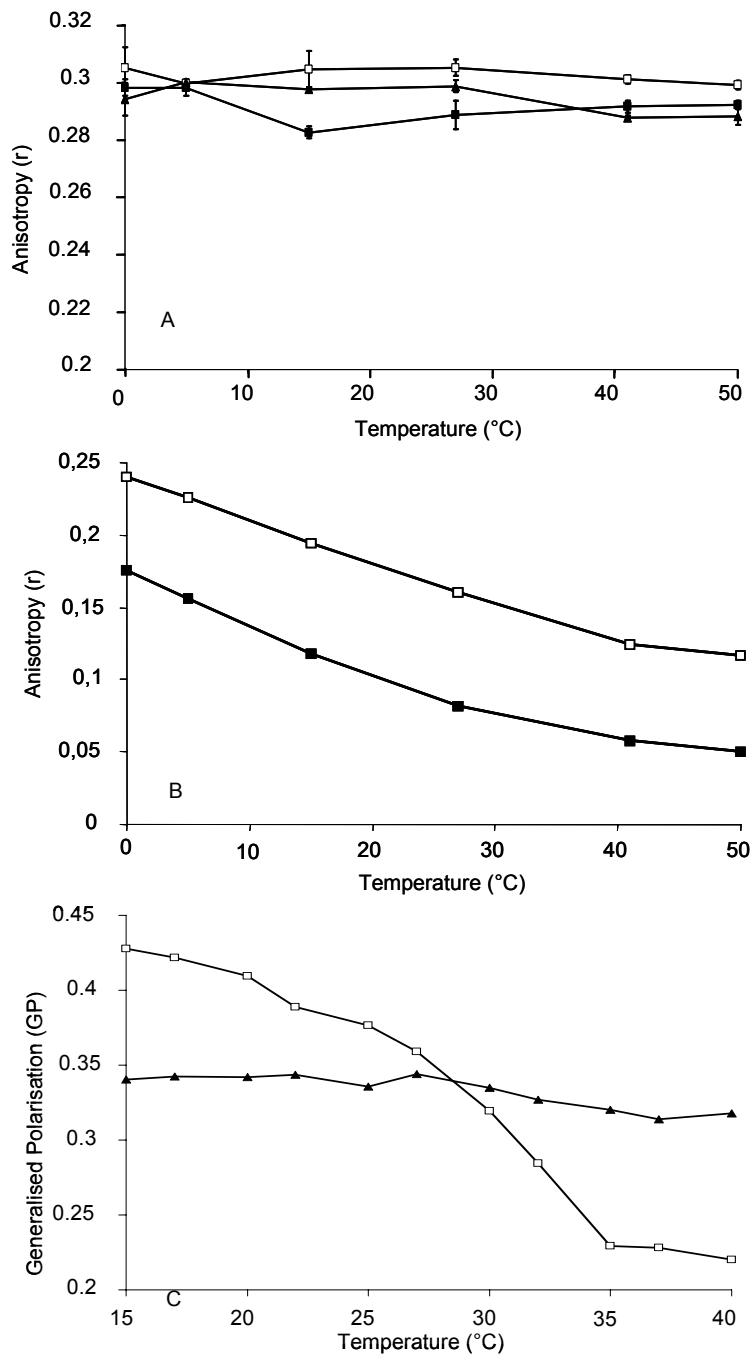 0.32
0.3
0.28
0.26
0.24
0.22
0.2
Anisotropy (r)
A
0 10 20 30 40 50
Temperature (°C)
0,25
0,2
0,15
0,1
0,05
0
Anisotropy (r)
B
0 10 20 30 40 50
Temperature (°C)
0.45
0.4
0.35
0.3
0.25
0.2
Generalised Polarisation (GP)
C
15 20 25 30 35 40
Temperature (°C)